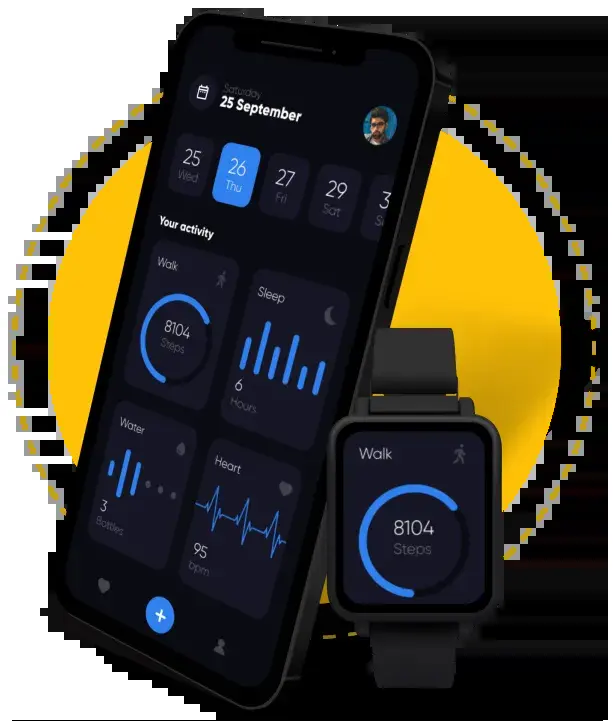 Saturday
25 September
25 26 27 29
Wed Thu Fri Sat
Your activity
Walk
8104
Steps
Sleep
6
Hours
Water
3
Bottles
Heart
95
bpm
Walk
8104
Steps